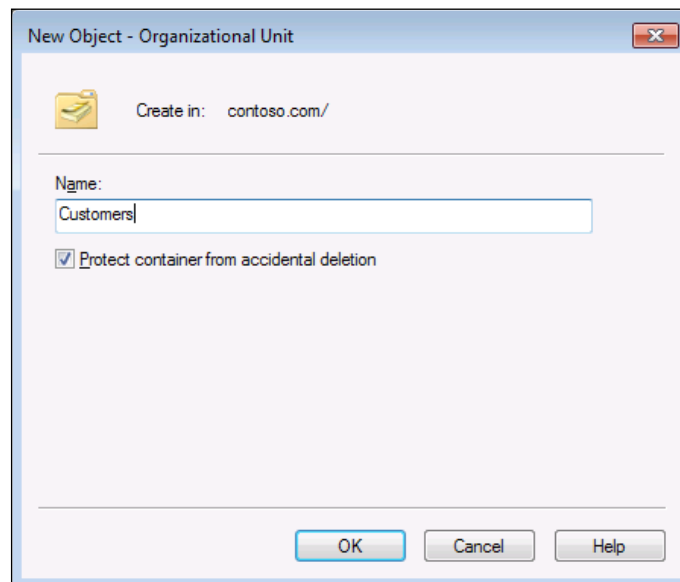 New Object - Organizational Unit
Create in: contoso.com/
Name:
Customers
Protect container from accidental deletion
OK Cancel Help